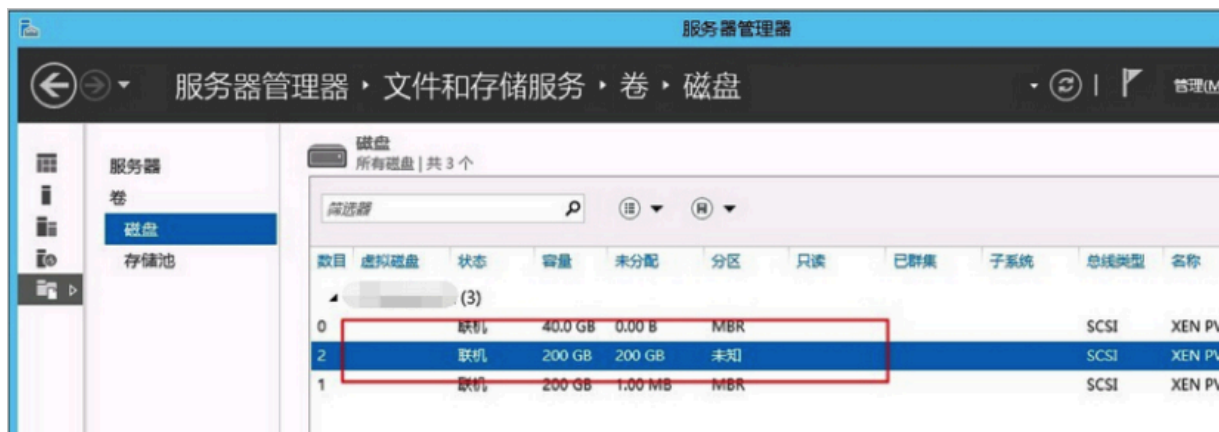 服务器管理器
服务器管理器 · 文件和存储服务 · 卷 · 磁盘
管理(M
服务器
卷
磁盘
存储池
磁盘
所有磁盘 | 共 3 个
筛选器
数目 虚拟磁盘 状态 容量 未分配 分区 只读 已群集 子系统 总线类型 名称
(3)
0 联机 40.0 GB 0.00 B MBR SCSI XEN PV
2 联机 200 GB 200 GB 未知 SCSI XEN PV
1 联机 200 GB 1.00 MB MBR SCSI XEN PV